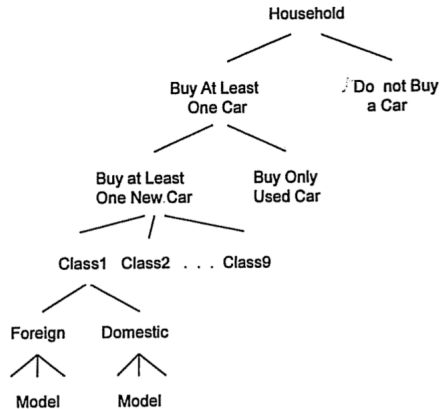 Household
Buy At Least
One Car
Do not Buy
a Car
Buy at Least
One New Car
Buy Only
Used Car
Class1 Class2 . . . Class9
Foreign Domestic
Model Model